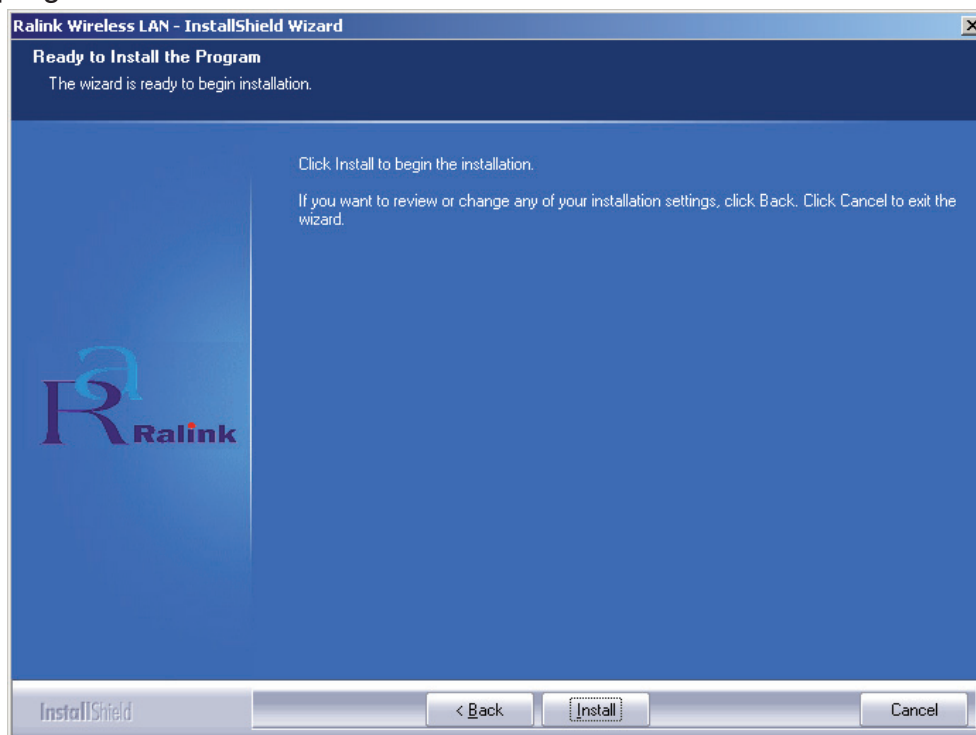 Ralink Wireless LAN - InstallShield Wizard
Ready to Install the Program
The wizard is ready to begin installation.
Click Install to begin the installation.
If you want to review or change any of your installation settings, click Back. Click Cancel to exit the
wizard.
Ra
Ralink
InstallShield
< Back
Install
Cancel